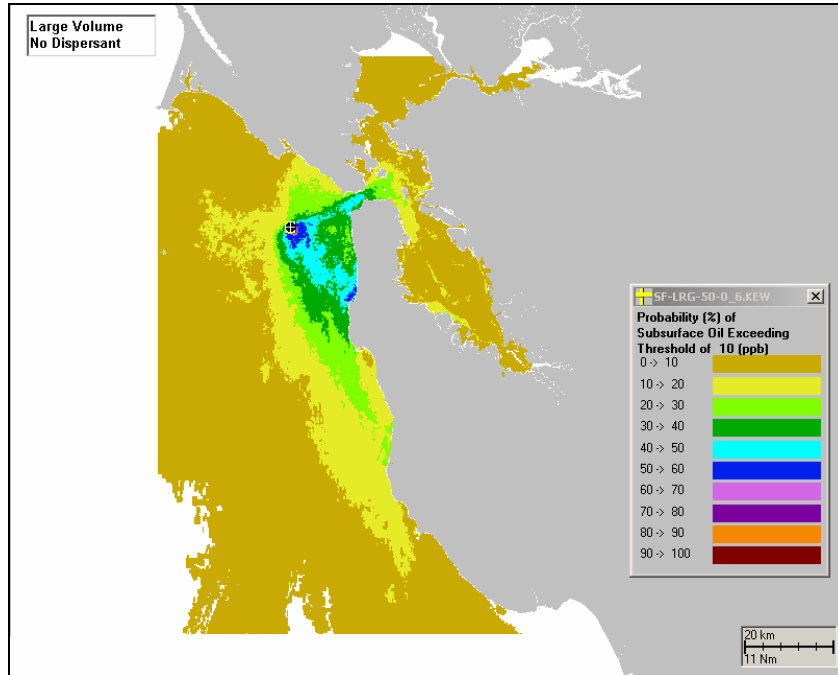 Large Volume
No Dispersant
SF-LRG-50-0_6.KEW
Probability (%) of
Subsurface Oil Exceeding
Threshold of 10 (ppb)
0 -> 10
10 -> 20
20 -> 30
30 -> 40
40 -> 50
50 -> 60
60 -> 70
70 -> 80
80 -> 90
90 -> 100
20 km
11 Nm